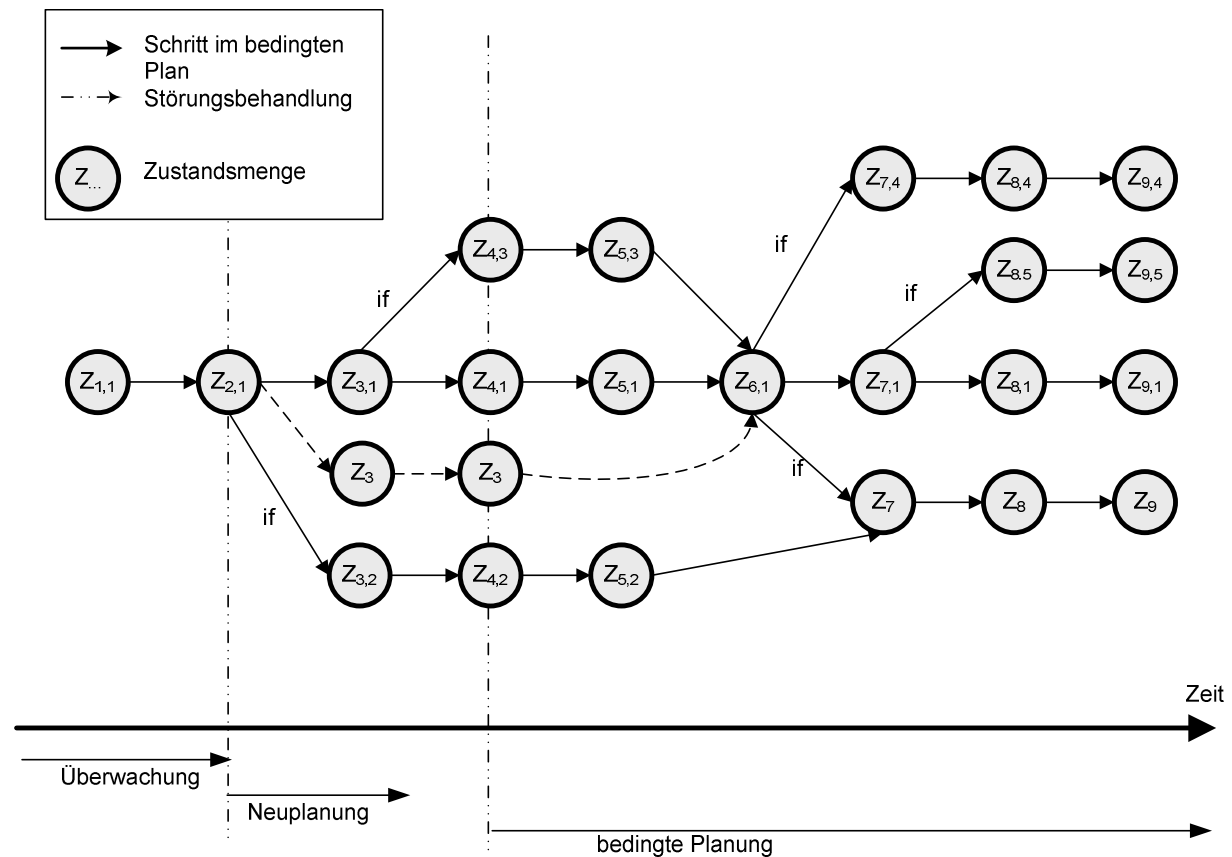 Schritt im bedingten
Plan
Störungsbehandlung
Z...
Zustandsmenge
Z7,4
Z8,4
Z9,4
if
Z4,3
Z5,3
if
Z8.5
Z9,5
if
Z1,1
Z2,1
Z3,1
Z4,1
Z5,1
Z6,1
Z7,1
Z8,1
Z9,1
Z3
Z3
if
Z7
Z8
Z9
if
Z3,2
Z4,2
Z5,2
Zeit
Überwachung
Neuplanung
bedingte Planung